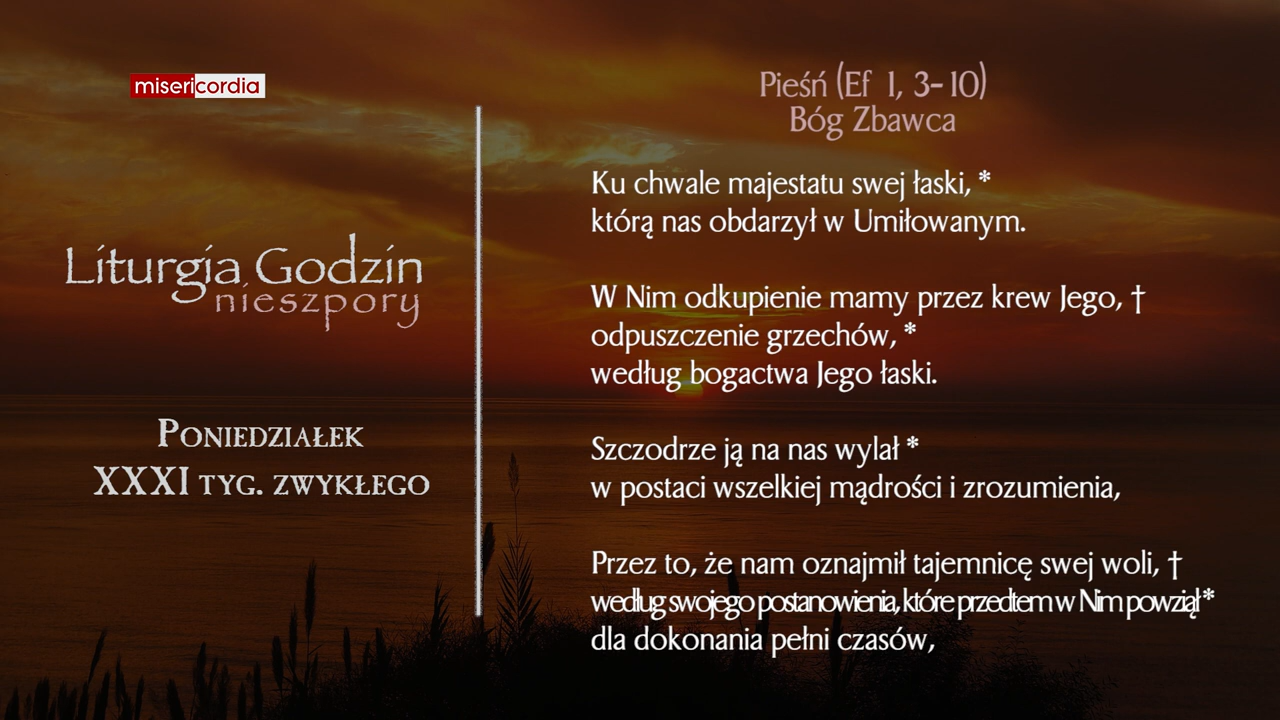 misericordia
Liturgia Godzin
nieszpory
Poniedziałek
XXXI tyg. zwykłego
Pieśń (Ef 1, 3-10)
Bóg Zbawca
Ku chwale majestatu swej łaski, *
którą nas obdarzył w Umiłowanym.
W Nim odkupienie mamy przez krew Jego, †
odpuszczenie grzechów, *
według bogactwa Jego łaski.
Szczodrze ją na nas wylał *
w postaci wszelkiej mądrości i zrozumienia,
Przez to, że nam oznajmił tajemnicę swej woli, †
według swojego postanowienia, które przedtem w Nim powziął *
dla dokonania pełni czasów,